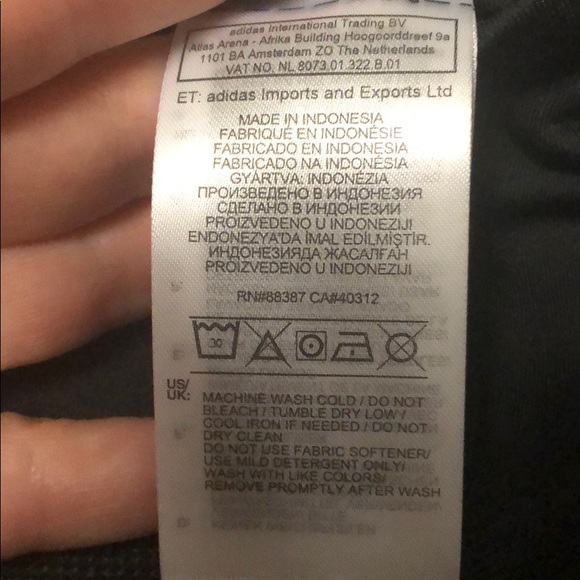 adidas International Trading BV
Atlas Arena - Afrika Building Hoogoorddreef 9a
1101 BA Amsterdam ZO The Netherlands
VAT NO. NL 8073.01.322.B.01
ET: adidas Imports and Exports Ltd
MADE IN INDONESIA
FABRIQUÉ EN INDONÉSIE
FABRICADO EN INDONESIA
FABRICADO NA INDONÉSIA
GYÁRTVA: INDONÉZIA
ПРОИЗВЕДЕНО В ИНДОНЕЗИЯ
СДЕЛАНО В ИНДОНЕЗИИ
PROIZVEDENO U INDONEZIJI
ENDONEZYA'DA İMAL EDİLMİŞTİR.
ИНДОНЕЗИЯДА ЖАСАЛҒАН
PROIZVEDENO U INDONEZIJI
RN#88387 CA#40312
30
US/
UK: MACHINE WASH COLD / DO NOT
BLEACH / TUMBLE DRY LOW /
COOL IRON IF NEEDED / DO NOT
DRY CLEAN
DO NOT USE FABRIC SOFTENER/
USE MILD DETERGENT ONLY/
WASH WITH LIKE COLORS/
REMOVE PROMPTLY AFTER WASH